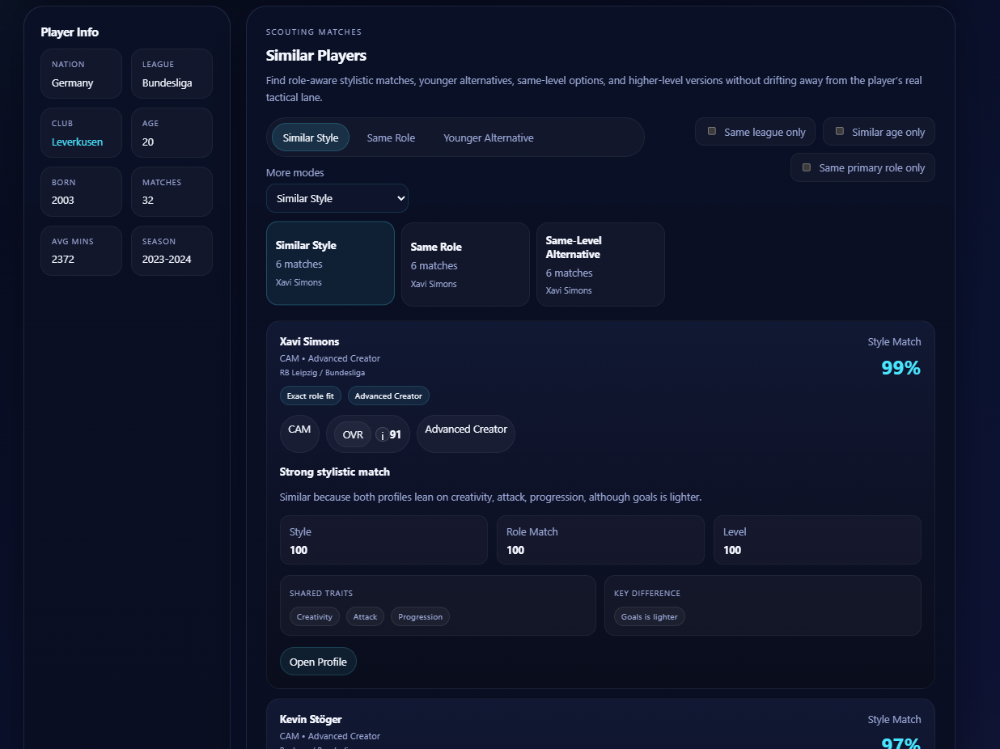 Player Info
NATION
Germany
LEAGUE
Bundesliga
CLUB
Leverkusen
AGE
20
BORN
2003
MATCHES
32
AVG MINS
2372
SEASON
2023-2024
SCOUTING MATCHES
Similar Players
Find role-aware stylistic matches, younger alternatives, same-level options, and higher-level versions without drifting away from the player's real
tactical lane.
Similar Style
Same Role
Younger Alternative
Same league only
Similar age only
Same primary role only
More modes
Similar Style
Similar Style
6 matches
Xavi Simons
Same Role
6 matches
Xavi Simons
Same-Level
Alternative
6 matches
Xavi Simons
Xavi Simons
CAM • Advanced Creator
RB Leipzig / Bundesliga
Style Match
99%
Exact role fit
Advanced Creator
CAM
OVR i 91
Advanced Creator
Strong stylistic match
Similar because both profiles lean on creativity, attack, progression, although goals is lighter.
Style
100
Role Match
100
Level
100
SHARED TRAITS
Creativity
Attack
Progression
KEY DIFFERENCE
Goals is lighter
Open Profile
Kevin Stöger
CAM • Advanced Creator
Style Match
97%